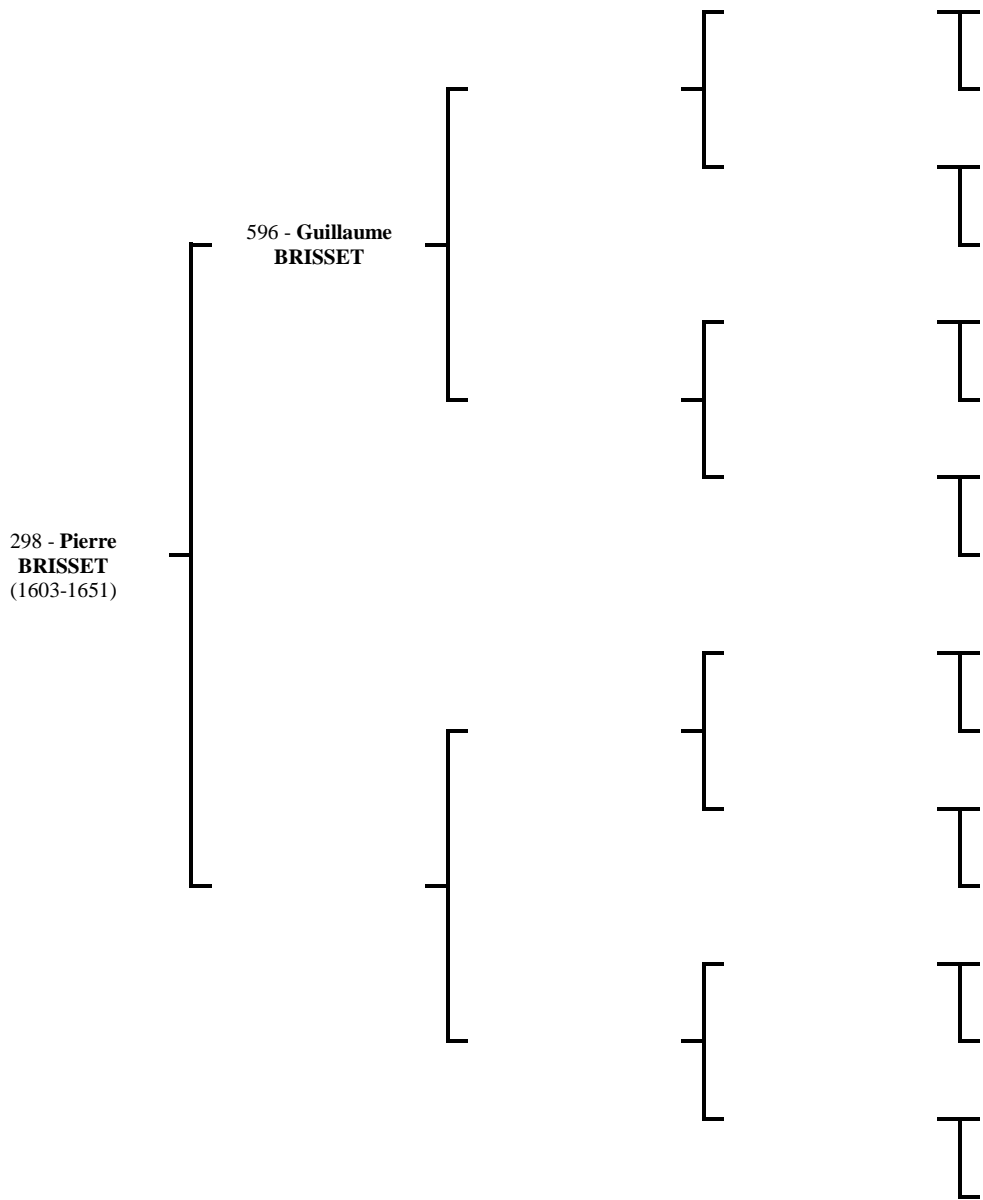 596 - Guillaume
BRISSET
298 - Pierre
BRISSET
(1603-1651)